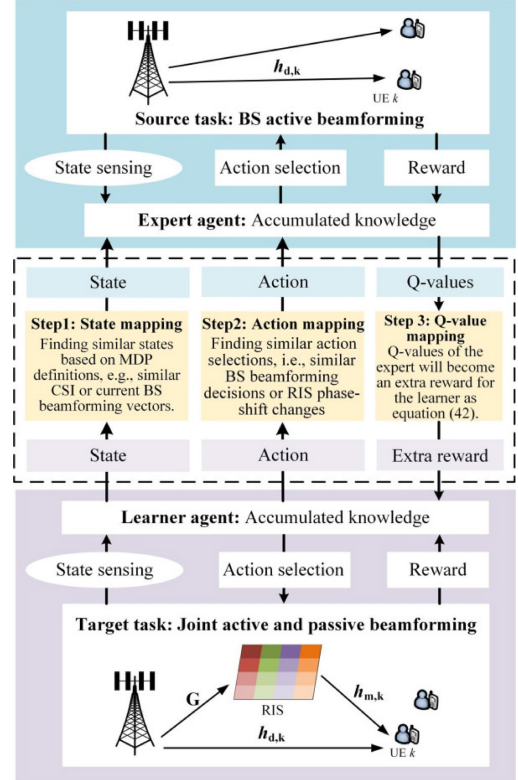 h_{d,k}
UE k
Source task: BS active beamforming
State sensing
Action selection
Reward
Expert agent: Accumulated knowledge
State
Action
Q-values
Step1: State mapping
Finding similar states
based on MDP
definitions, e.g., similar
CSI or current BS
beamforming vectors.
Step2: Action mapping
Finding similar action
selections, i.e., similar
BS beamforming
decisions or RIS phase-
shift changes
Step 3: Q-value
mapping
Q-values of the
expert will become
an extra reward for
the learner as
equation (42).
State
Action
Extra reward
Learner agent: Accumulated knowledge
State sensing
Action selection
Reward
Target task: Joint active and passive beamforming
G
RIS
h_{m,k}
h_{d,k}
UE k